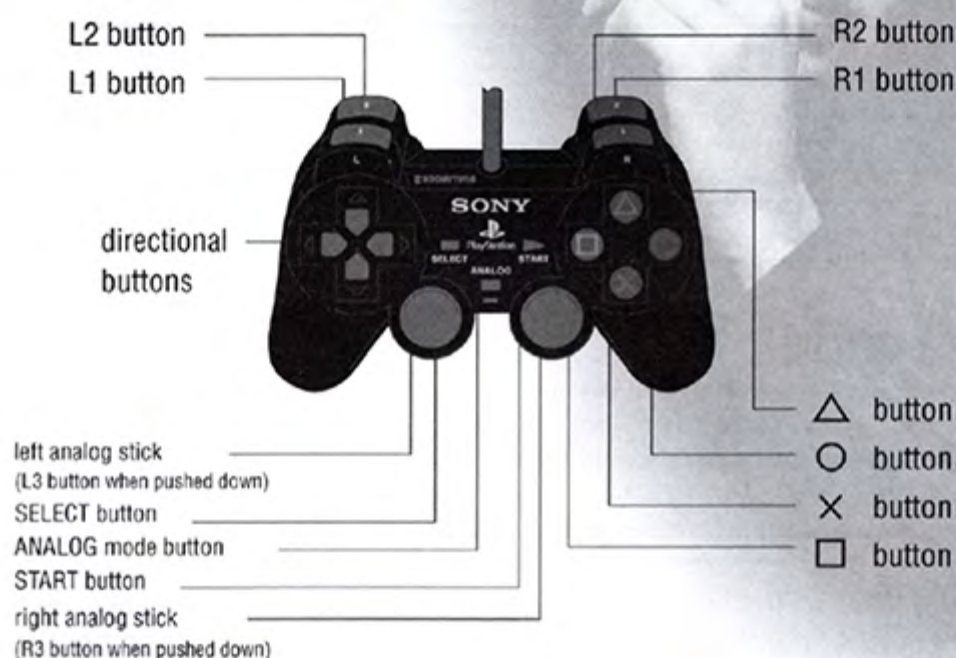 L2 button
L1 button
R2 button
R1 button
SONY
PlayStation
SELECT
START
ANALOG
L
R
directional
buttons
left analog stick
(L3 button when pushed down)
SELECT button
ANALOG mode button
START button
right analog stick
(R3 button when pushed down)
△ button
○ button
✕ button
□ button